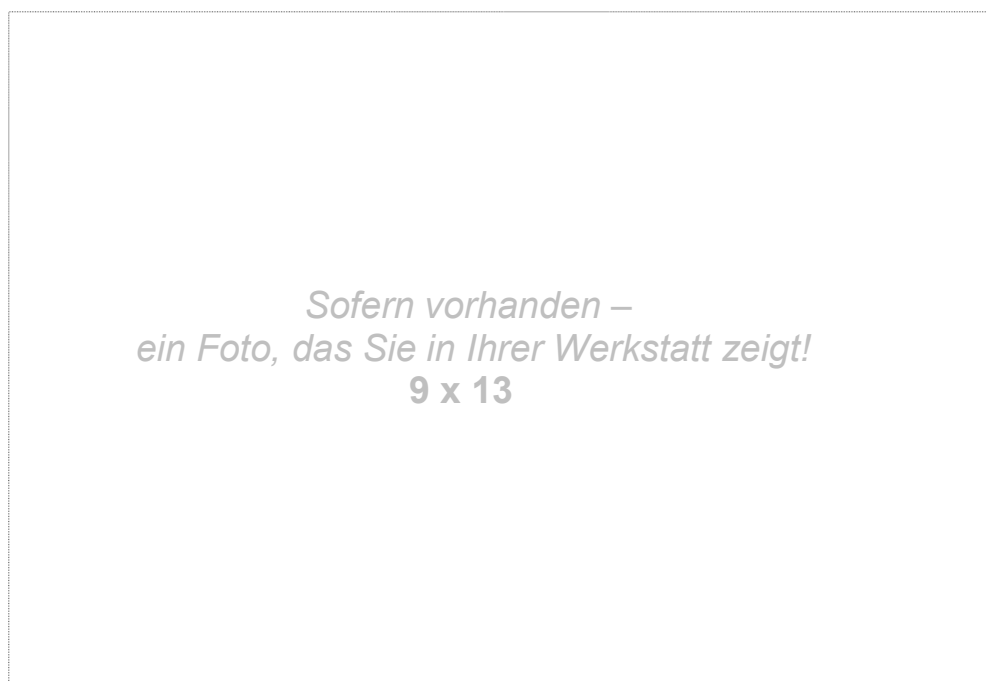 Sofern vorhanden –
ein Foto, das Sie in Ihrer Werkstatt zeigt!
9 x 13